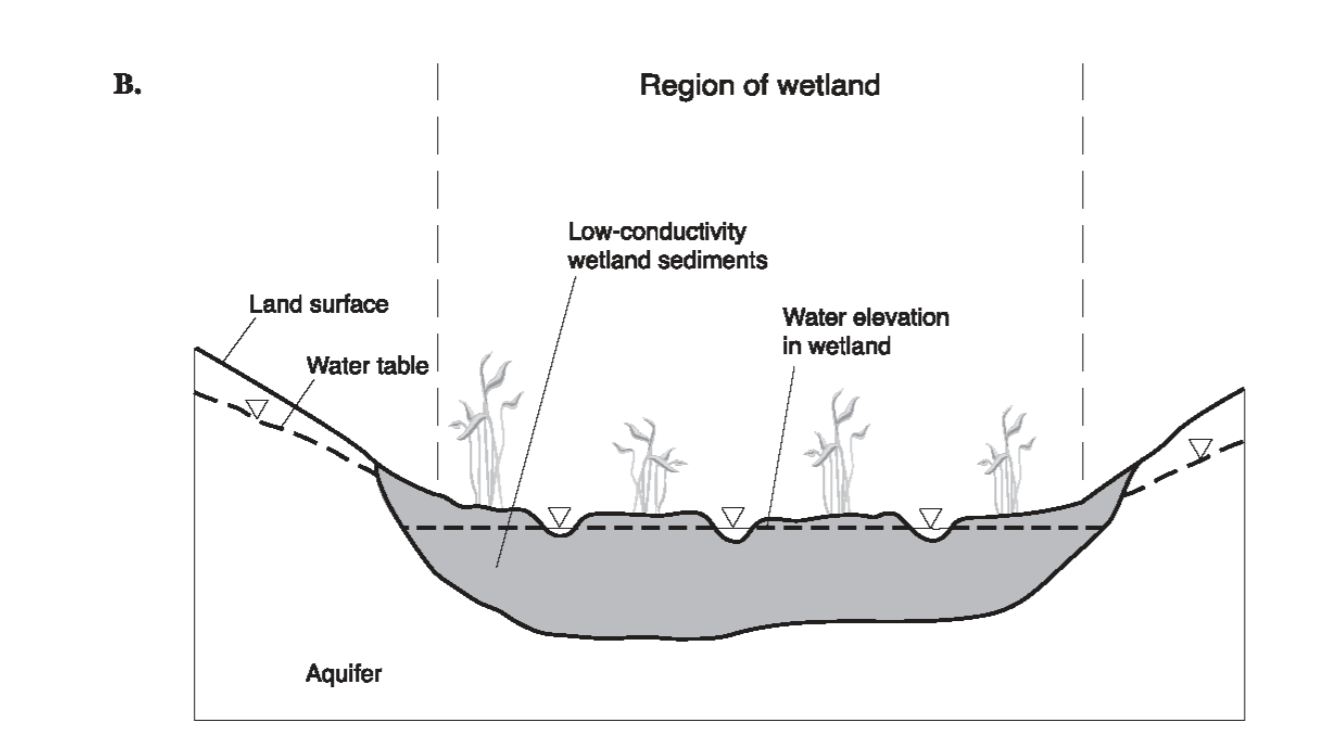 B.
Region of wetland
Low-conductivity
wetland sediments
Land surface
Water elevation
in wetland
Water table
Aquifer